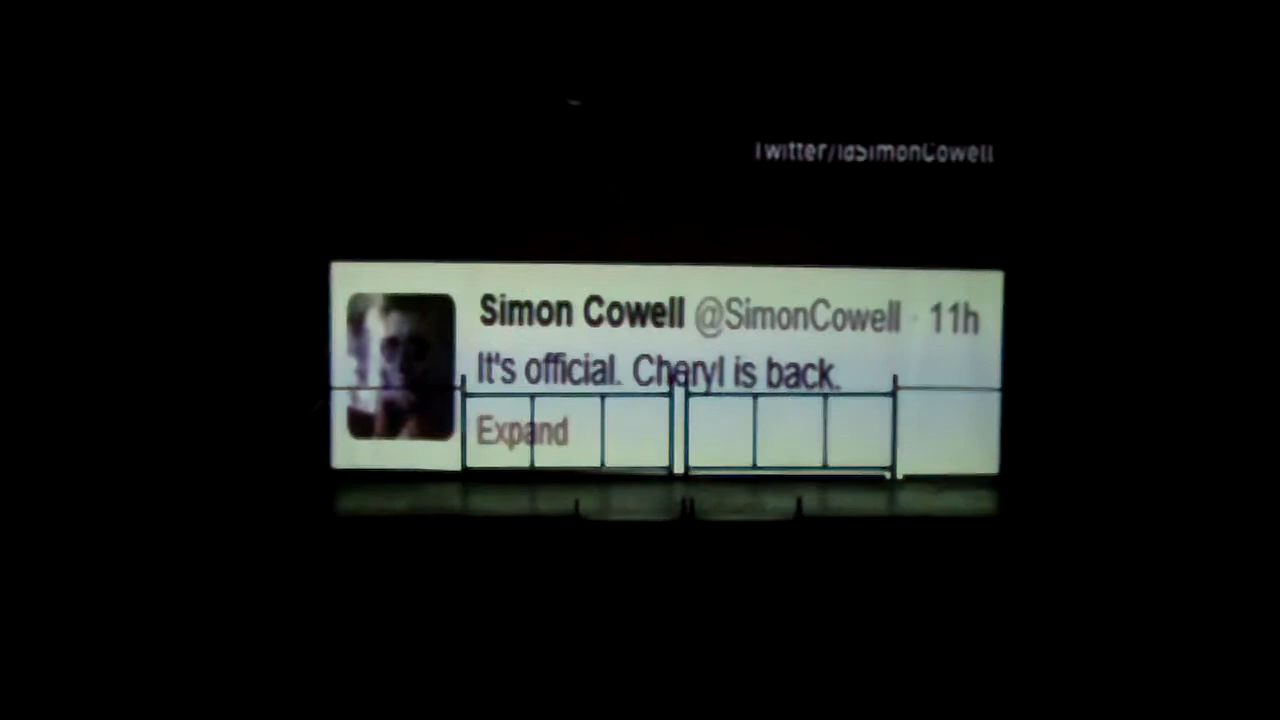 Twitter/@SimonCowell
Simon Cowell @SimonCowell · 11h
It's official. Cheryl is back.
Expand